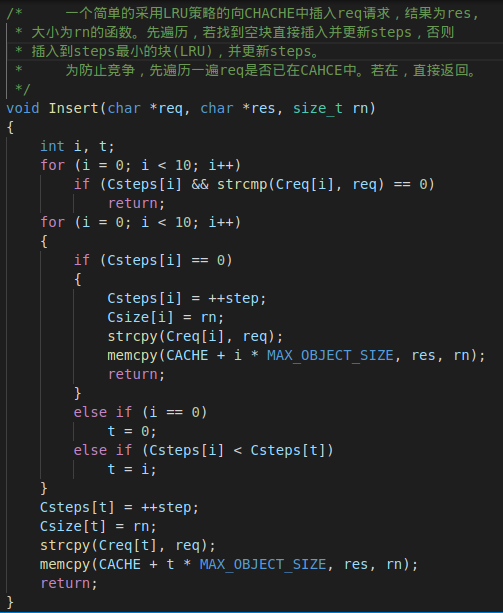 /*     一个简单的采用LRU策略的向CHACHE中插入req请求，结果为res，
 * 大小为rn的函数。先遍历，若找到空块直接插入并更新steps，否则
 * 插入到steps最小的块(LRU)，并更新steps。
 *     为防止竞争，先遍历一遍req是否已在CAHCE中。若在，直接返回。
 */
void Insert(char *req, char *res, size_t rn)
{
    int i, t;
    for (i = 0; i < 10; i++)
        if (Csteps[i] && strcmp(Creq[i], req) == 0)
            return;
    for (i = 0; i < 10; i++)
    {
        if (Csteps[i] == 0)
        {
            Csteps[i] = ++step;
            Csize[i] = rn;
            strcpy(Creq[i], req);
            memcpy(CACHE + i * MAX_OBJECT_SIZE, res, rn);
            return;
        }
        else if (i == 0)
            t = 0;
        else if (Csteps[i] < Csteps[t])
            t = i;
    }
    Csteps[t] = ++step;
    Csize[t] = rn;
    strcpy(Creq[t], req);
    memcpy(CACHE + t * MAX_OBJECT_SIZE, res, rn);
    return;
}